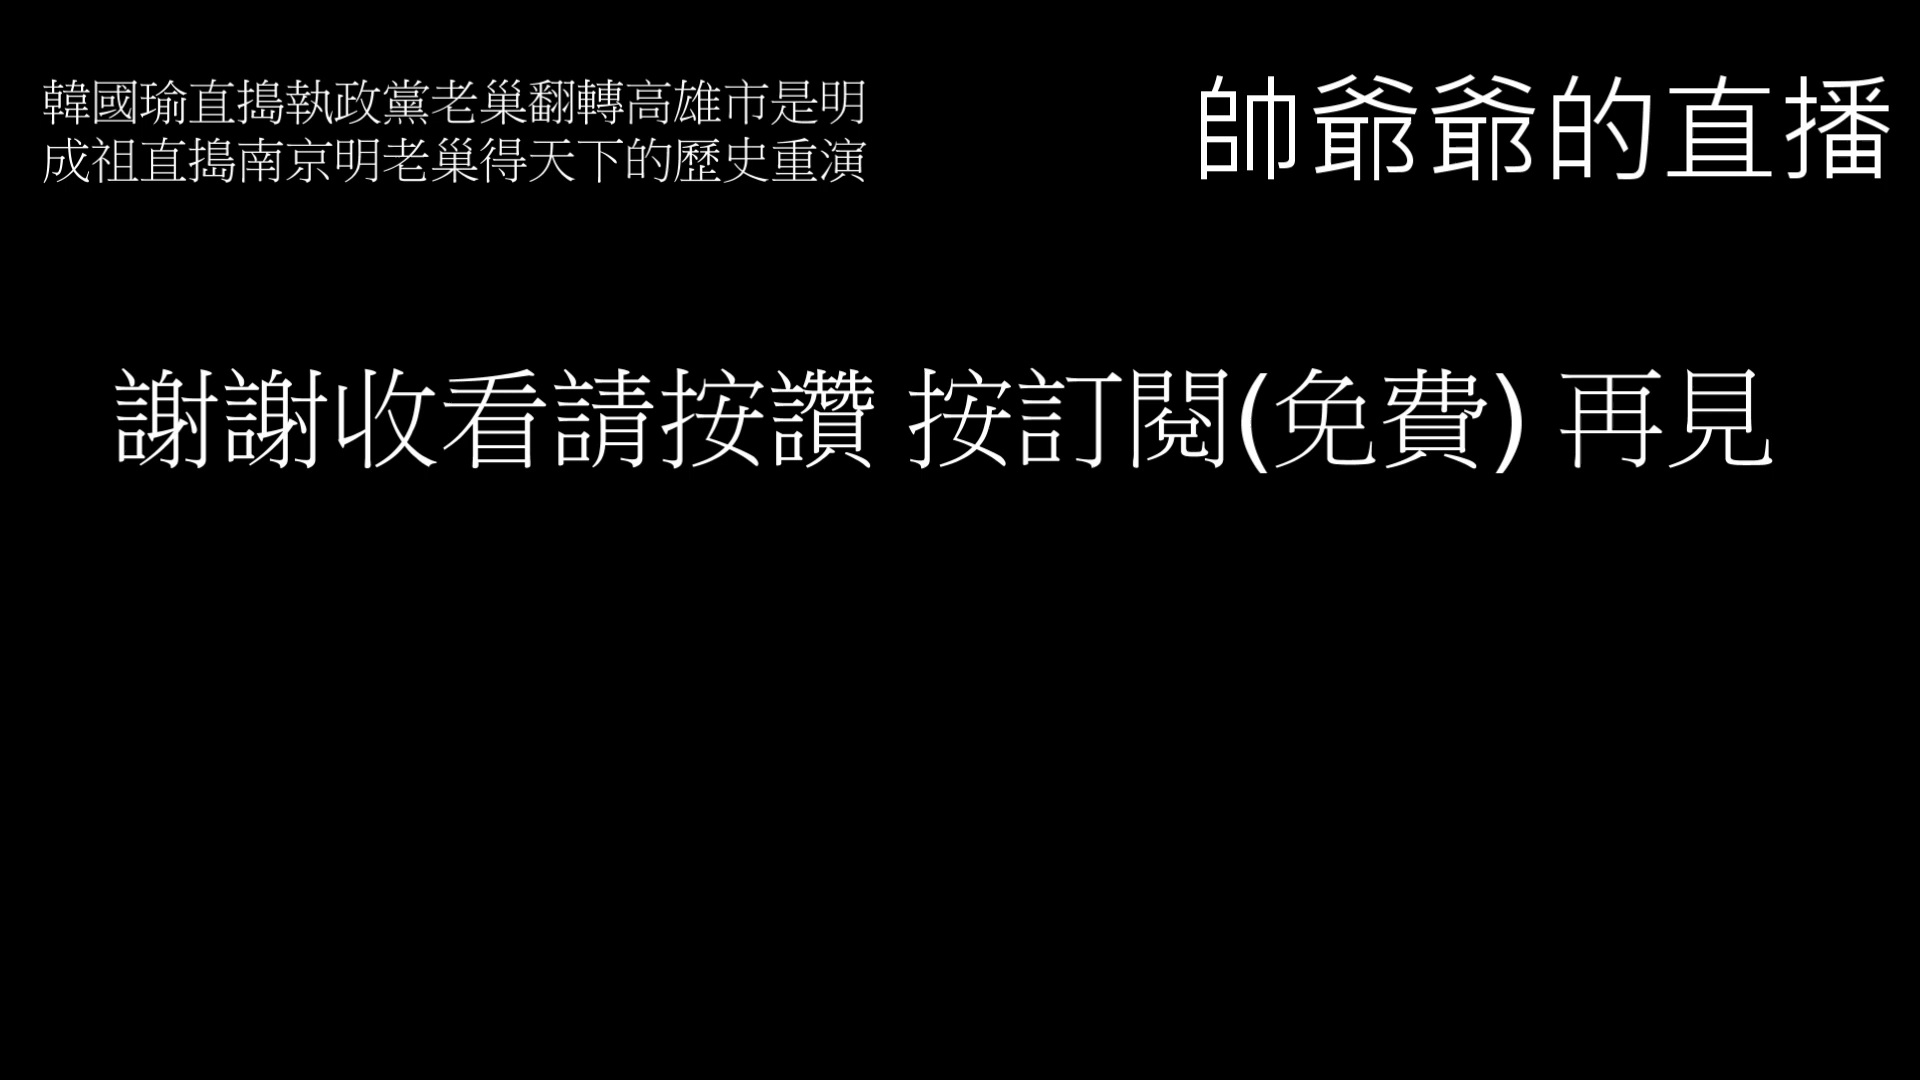 韓國瑜直搗執政黨老巢翻轉高雄市是明
成祖直搗南京明老巢得天下的歷史重演
帥爺爺的直播
謝謝收看請按讚 按訂閱(免費) 再見